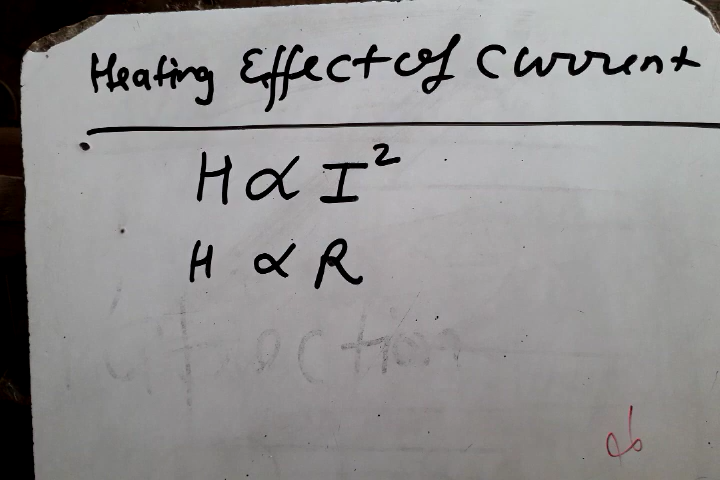 Heating Effect of Current
H ∝ I²
H ∝ R